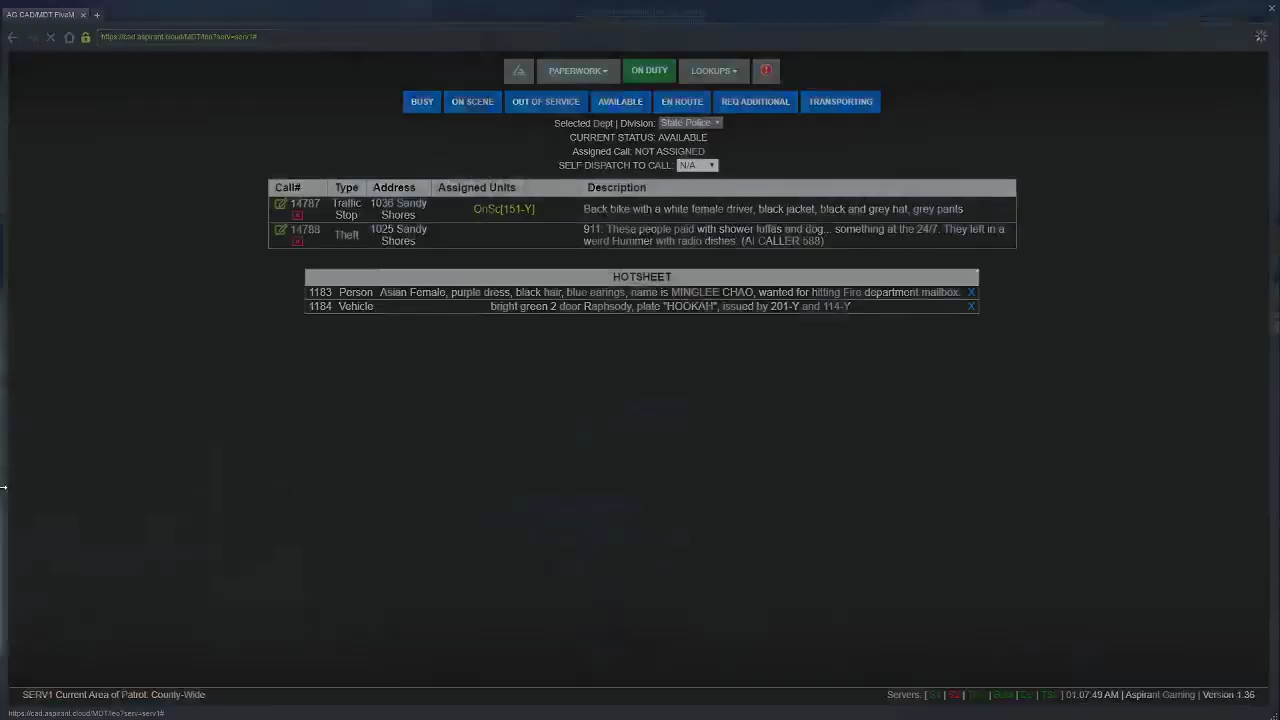 AG CAD/MDT FiveM × +
https://cad.aspirant.cloud/MDT/leo?serv=serv1#
PAPERWORK ON DUTY LOOKUPS
BUSY ON SCENE OUT OF SERVICE AVAILABLE EN ROUTE REQ ADDITIONAL TRANSPORTING
Selected Dept | Division: State Police
CURRENT STATUS: AVAILABLE
Assigned Call: NOT ASSIGNED
SELF DISPATCH TO CALL: N/A
Call# Type Address Assigned Units Description
14787 Traffic Stop 1036 Sandy Shores OnSc[151-Y] Back bike with a white female driver, black jacket, black and grey hat, grey pants
14788 Theft 1025 Sandy Shores 911: These people paid with shower luffas and dog... something at the 24/7. They left in a
weird Hummer with radio dishes. (AI CALLER 588)
HOTSHEET
1183 Person Asian Female, purple dress, black hair, blue earings, name is MINGLEE CHAO, wanted for hitting Fire department mailbox. X
1184 Vehicle bright green 2 door Raphsody, plate "HOOKAH", issued by 201-Y and 114-Y X
SERV1 Current Area of Patrol: County-Wide
Servers: [ S1 | S2 | | | | ] 01:07:49 AM | Aspirant Gaming | Version 1.36
https://cad.aspirant.cloud/MDT/leo?serv=serv1#